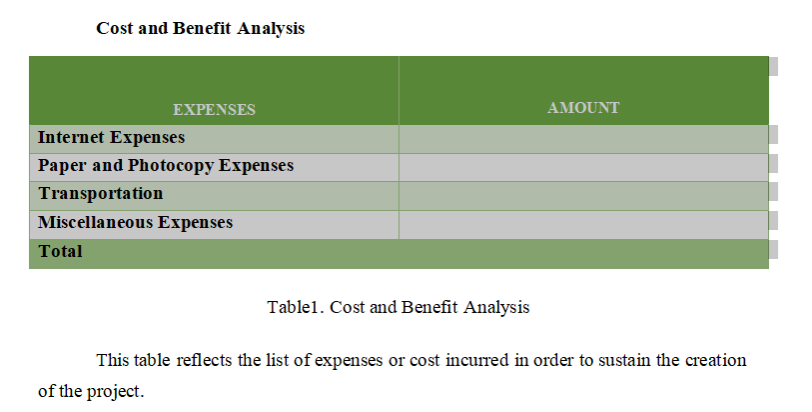 Cost and Benefit Analysis
EXPENSES AMOUNT
Internet Expenses
Paper and Photocopy Expenses
Transportation
Miscellaneous Expenses
Total
Table1. Cost and Benefit Analysis
This table reflects the list of expenses or cost incurred in order to sustain the creation
of the project.